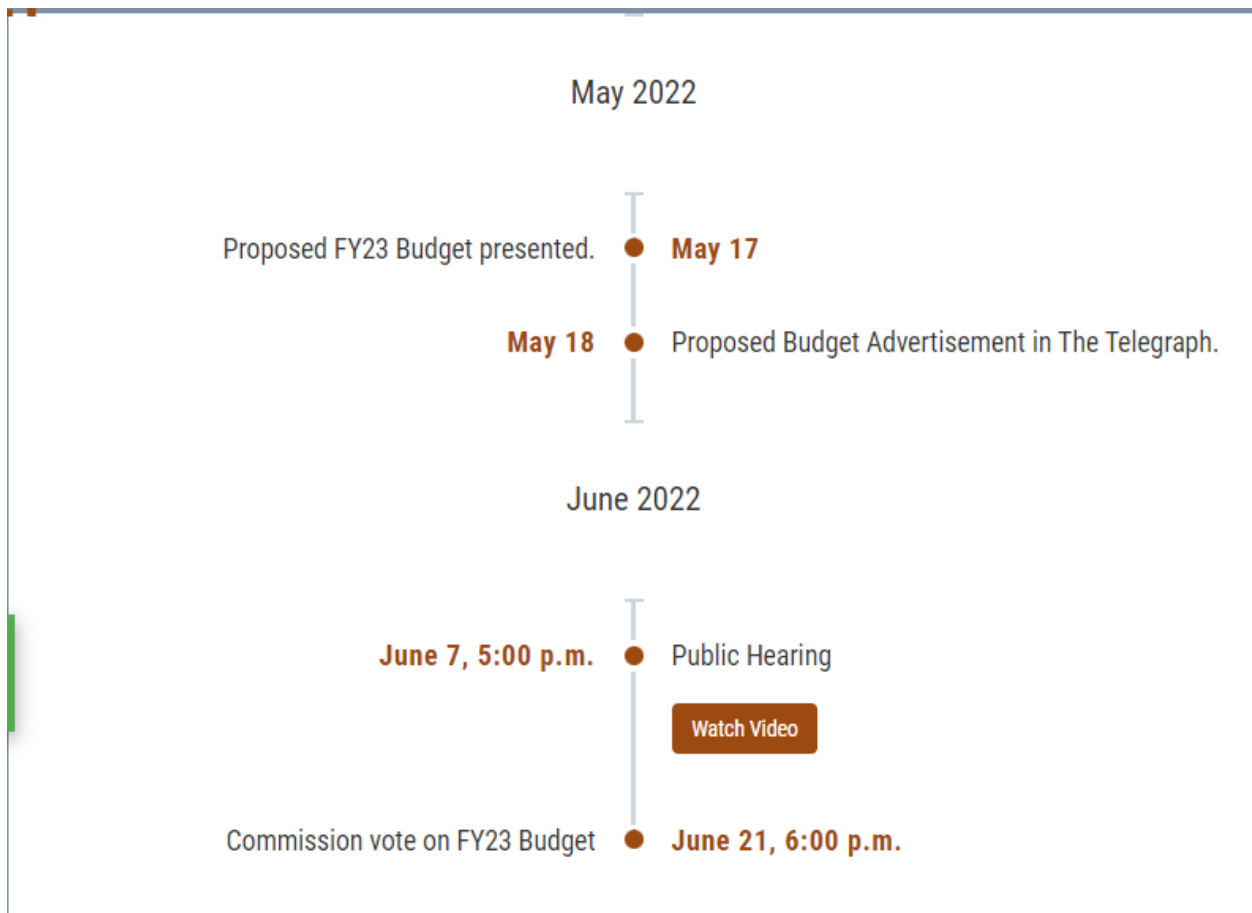 May 2022
Proposed FY23 Budget presented.
May 17
May 18
Proposed Budget Advertisement in The Telegraph.
June 2022
June 7, 5:00 p.m.
Public Hearing
Watch Video
Commission vote on FY23 Budget
June 21, 6:00 p.m.